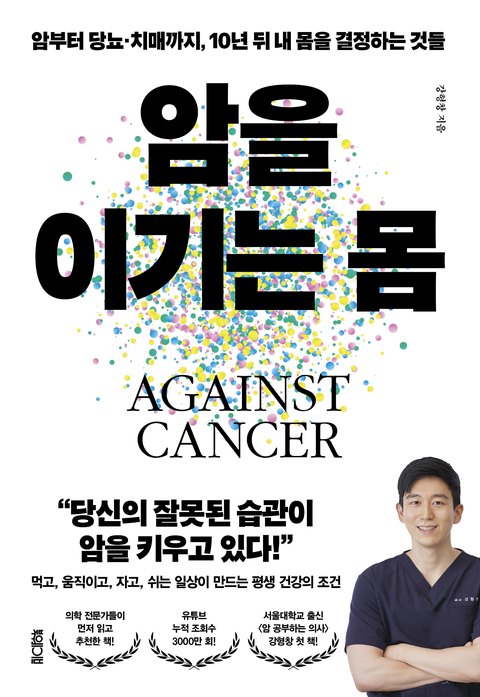 암부터 당뇨·치매까지, 10년 뒤 내 몸을 결정하는 것들
강형창 지음
암을
이기는 몸
AGAINST
CANCER
“당신의 잘못된 습관이
암을 키우고 있다!”
먹고, 움직이고, 자고, 쉬는 일상이 만드는 평생 건강의 조건
의학 전문가들이
먼저 읽고
추천한 책!
유튜브
누적 조회수
3000만 회!
서울대학교 출신
〈암 공부하는 의사〉
강형창 첫 책!